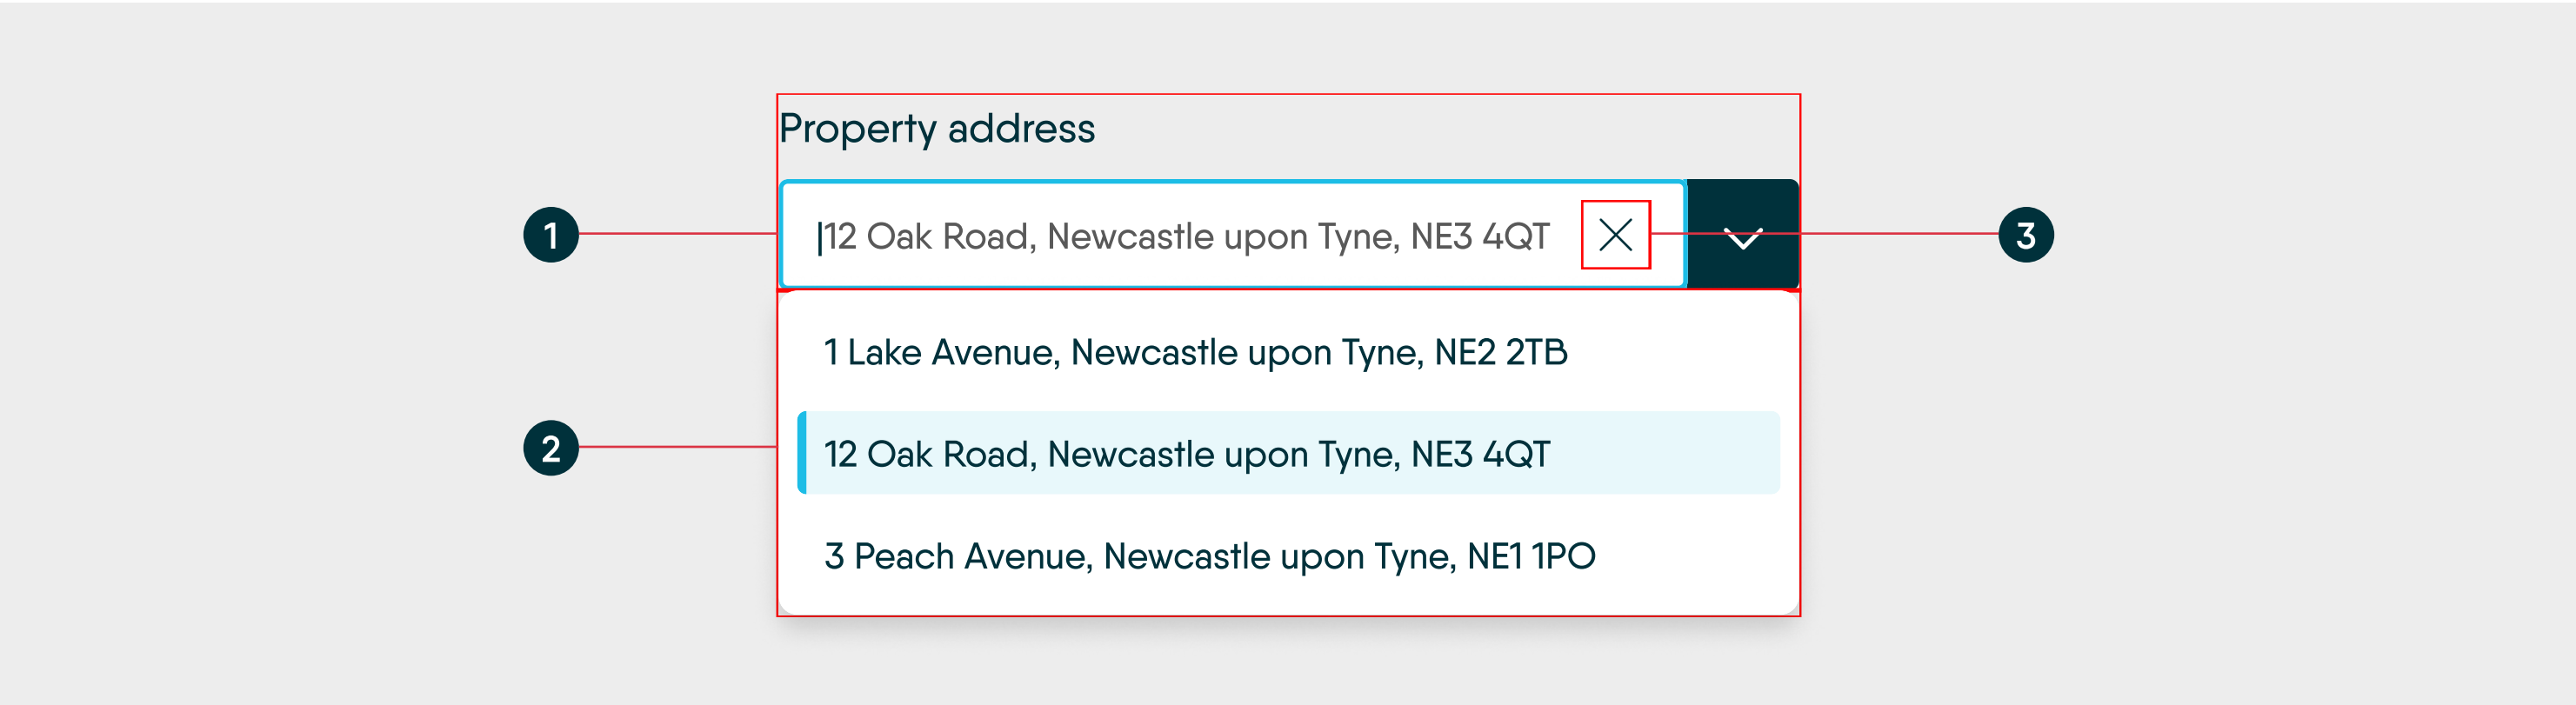 Property address
1
12 Oak Road, Newcastle upon Tyne, NE3 4QT
3
1 Lake Avenue, Newcastle upon Tyne, NE2 2TB
2
12 Oak Road, Newcastle upon Tyne, NE3 4QT
3 Peach Avenue, Newcastle upon Tyne, NE1 1PO